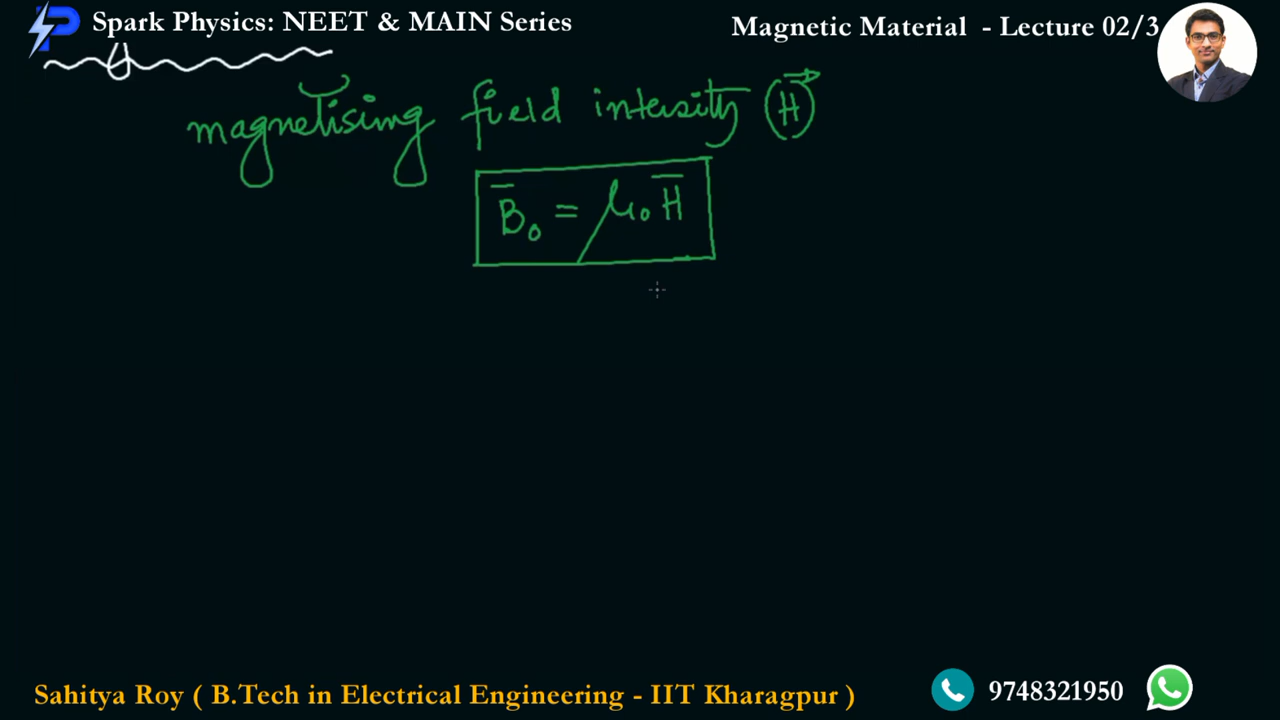 Spark Physics: NEET & MAIN Series
Magnetic Material - Lecture 02/3
magnetising field intensity (H⃗)
B̅₀ = μ₀ H̅
Sahitya Roy ( B.Tech in Electrical Engineering - IIT Kharagpur )
9748321950